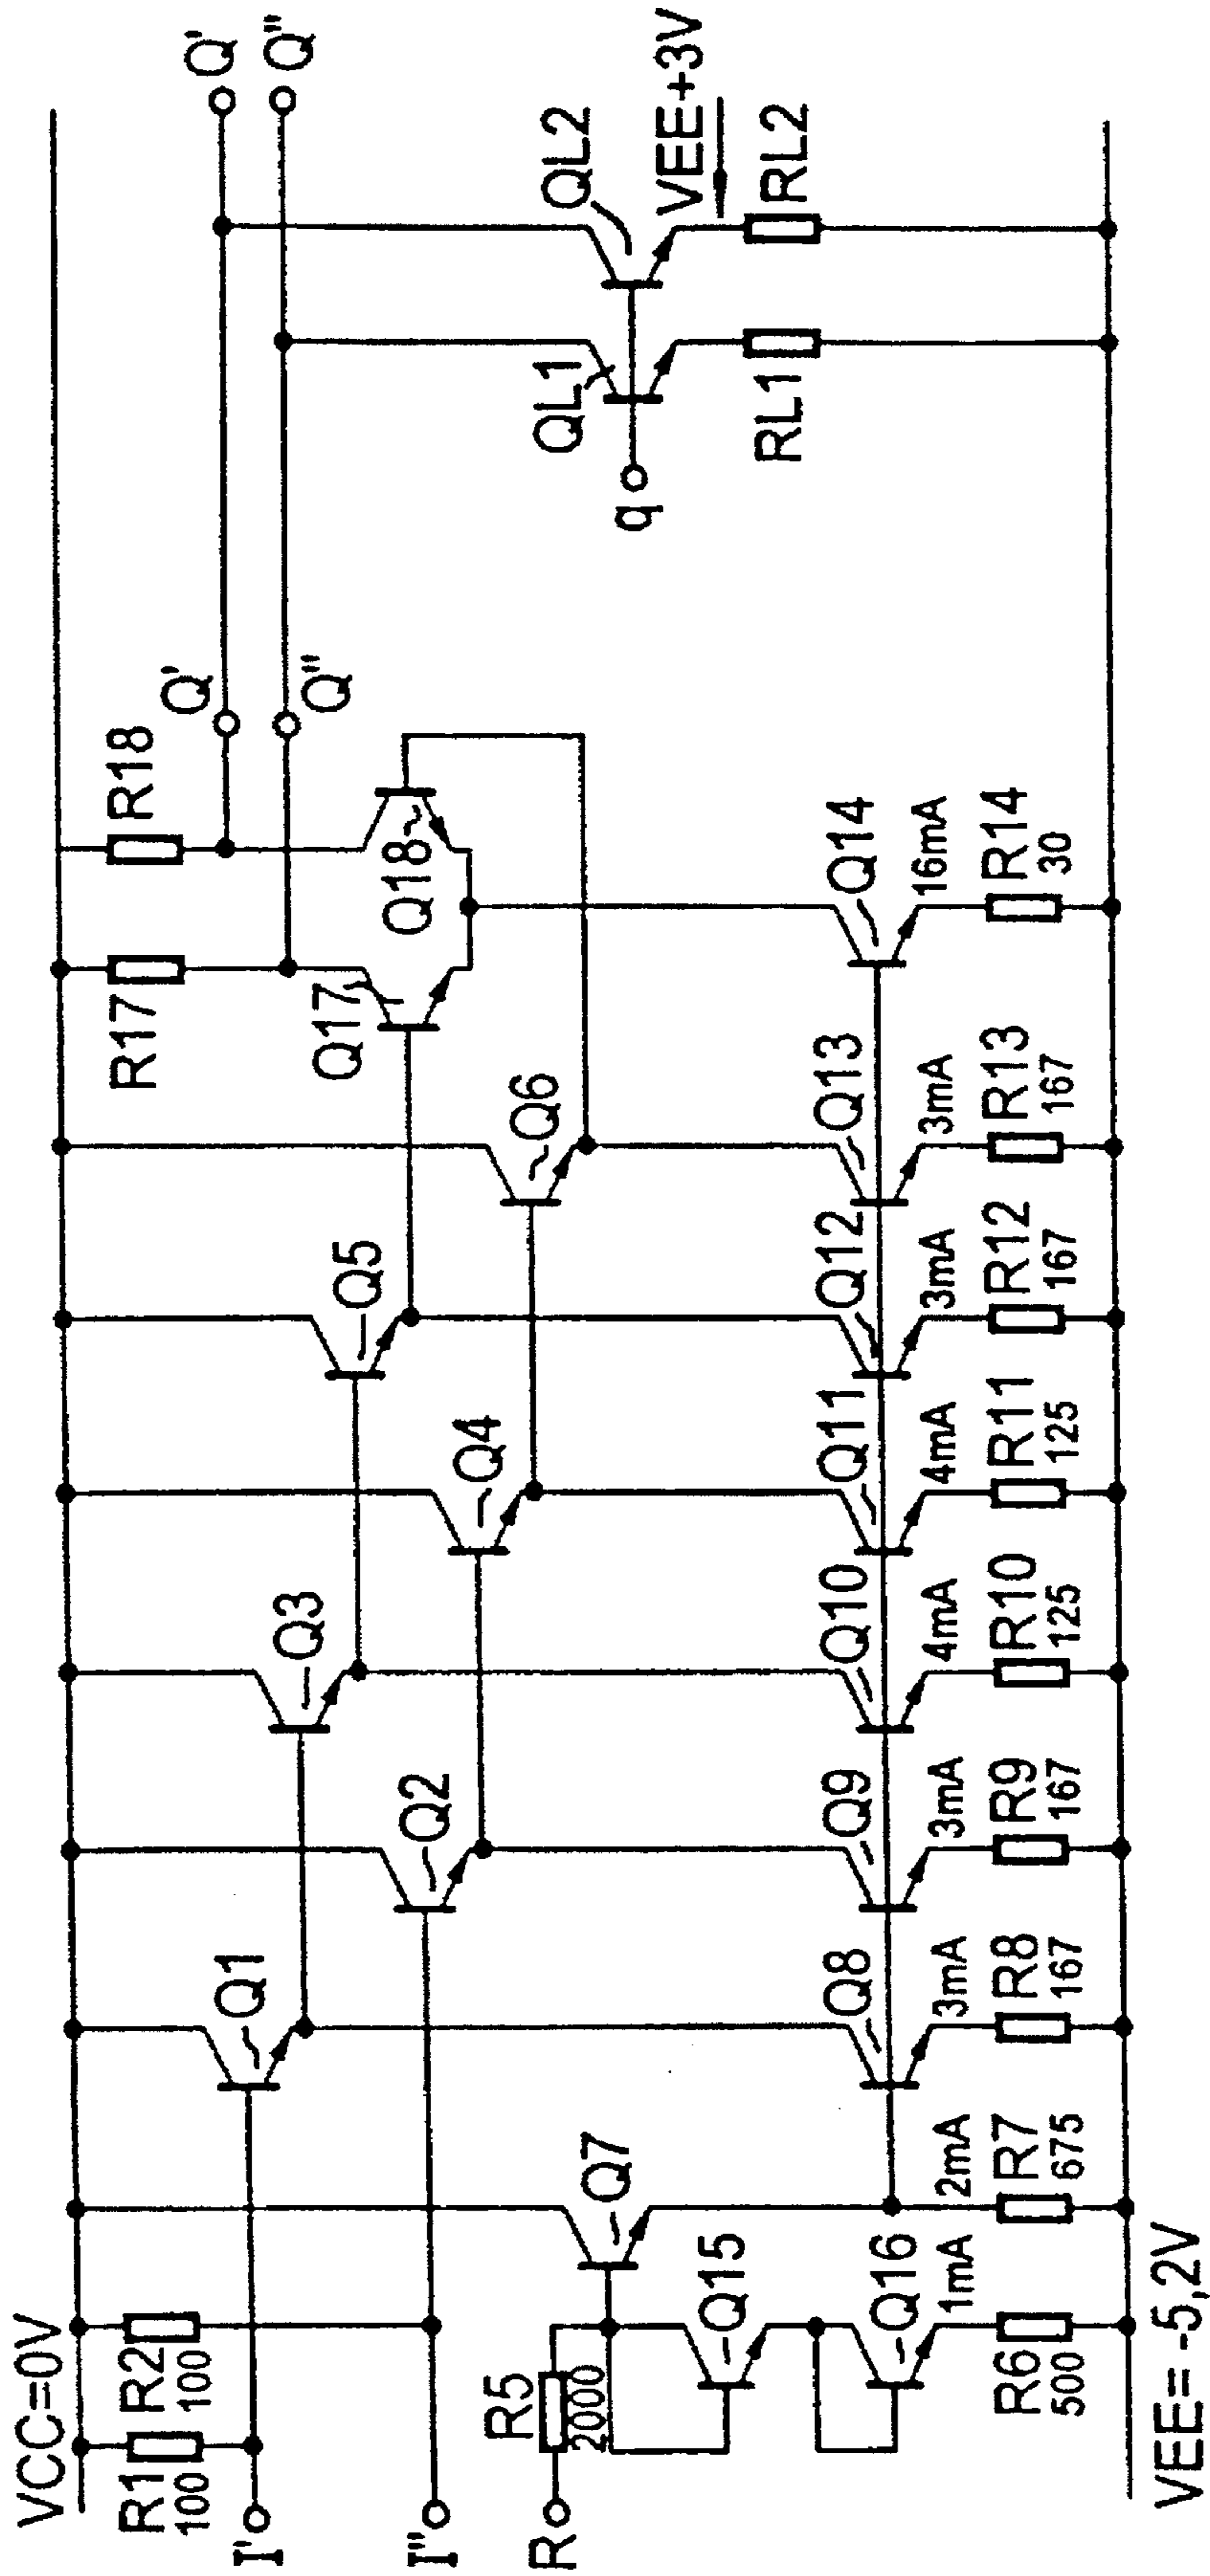 VCC=0V
R1
100
R2
100
I'
I"
R
R5
2000
Q1
Q2
Q3
Q4
Q5
Q6
Q7
Q8
Q9
Q10
Q11
Q12
Q13
Q14
Q15
Q16
Q17
Q18
R17
R18
Q'
Q"
Q'
Q"
QL1
QL2
q
VEE+3V
RL1
RL2
1mA
R6
500
2mA
R7
675
3mA
R8
167
3mA
R9
167
4mA
R10
125
4mA
R11
125
3mA
R12
167
3mA
R13
167
16mA
R14
30
VEE= -5,2V